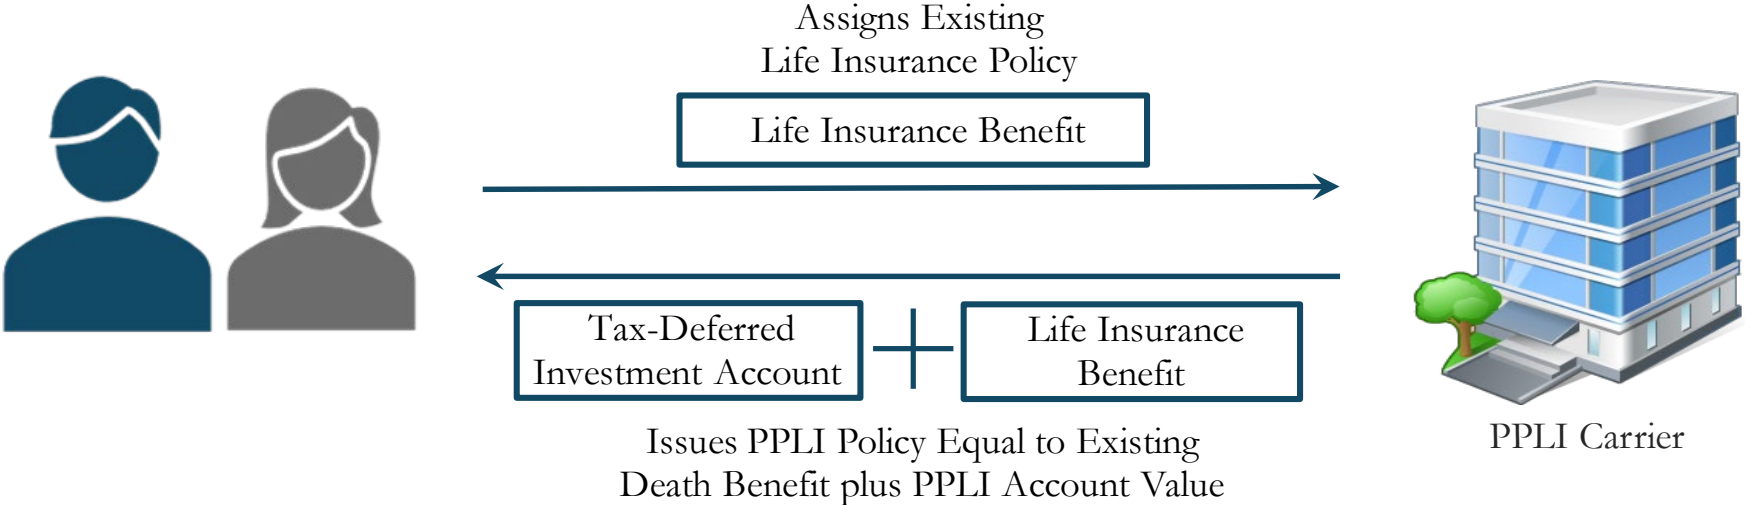 Assigns Existing
Life Insurance Policy
Life Insurance Benefit
Tax-Deferred
Investment Account
Life Insurance
Benefit
Issues PPLI Policy Equal to Existing
Death Benefit plus PPLI Account Value
PPLI Carrier